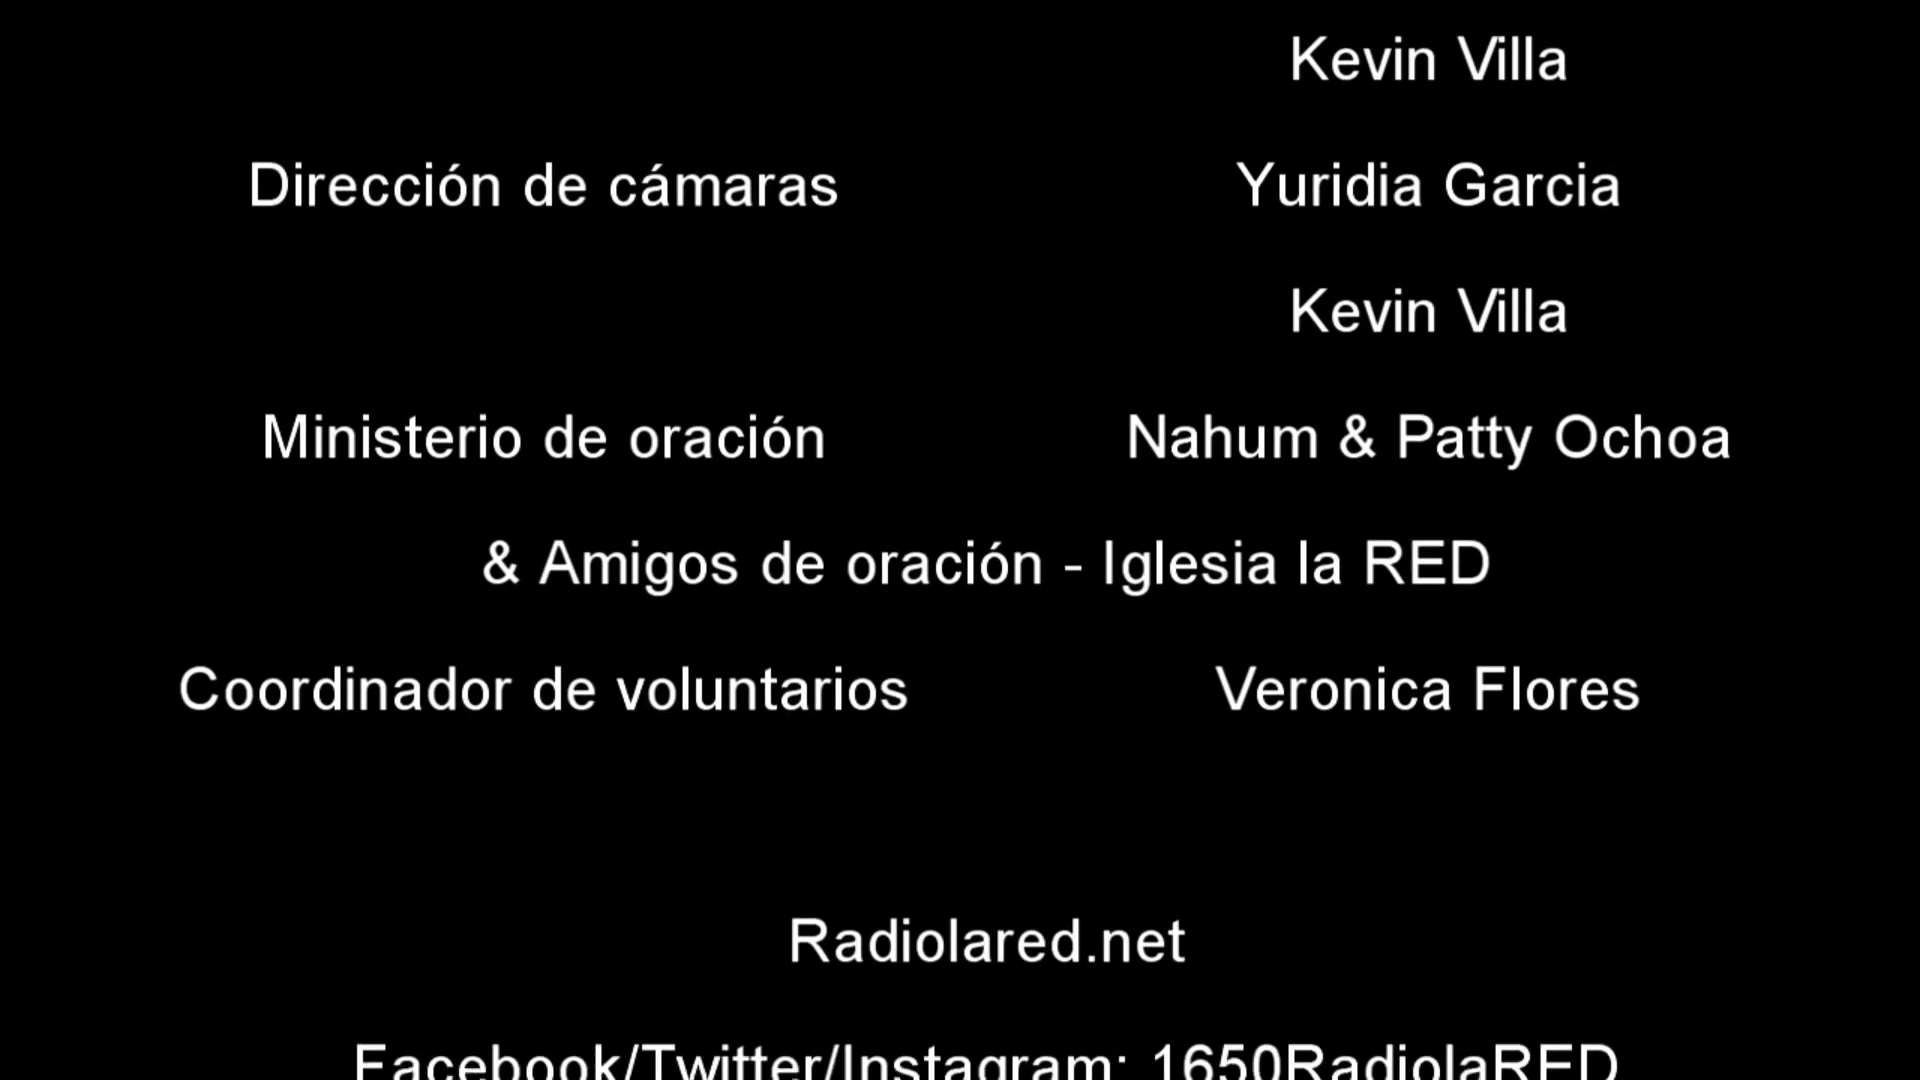 Kevin Villa
Dirección de cámaras Yuridia Garcia
Kevin Villa
Ministerio de oración Nahum & Patty Ochoa
& Amigos de oración - Iglesia la RED
Coordinador de voluntarios Veronica Flores
Radiolared.net
Facebook/Twitter/Instagram: 1650RadiolaRED